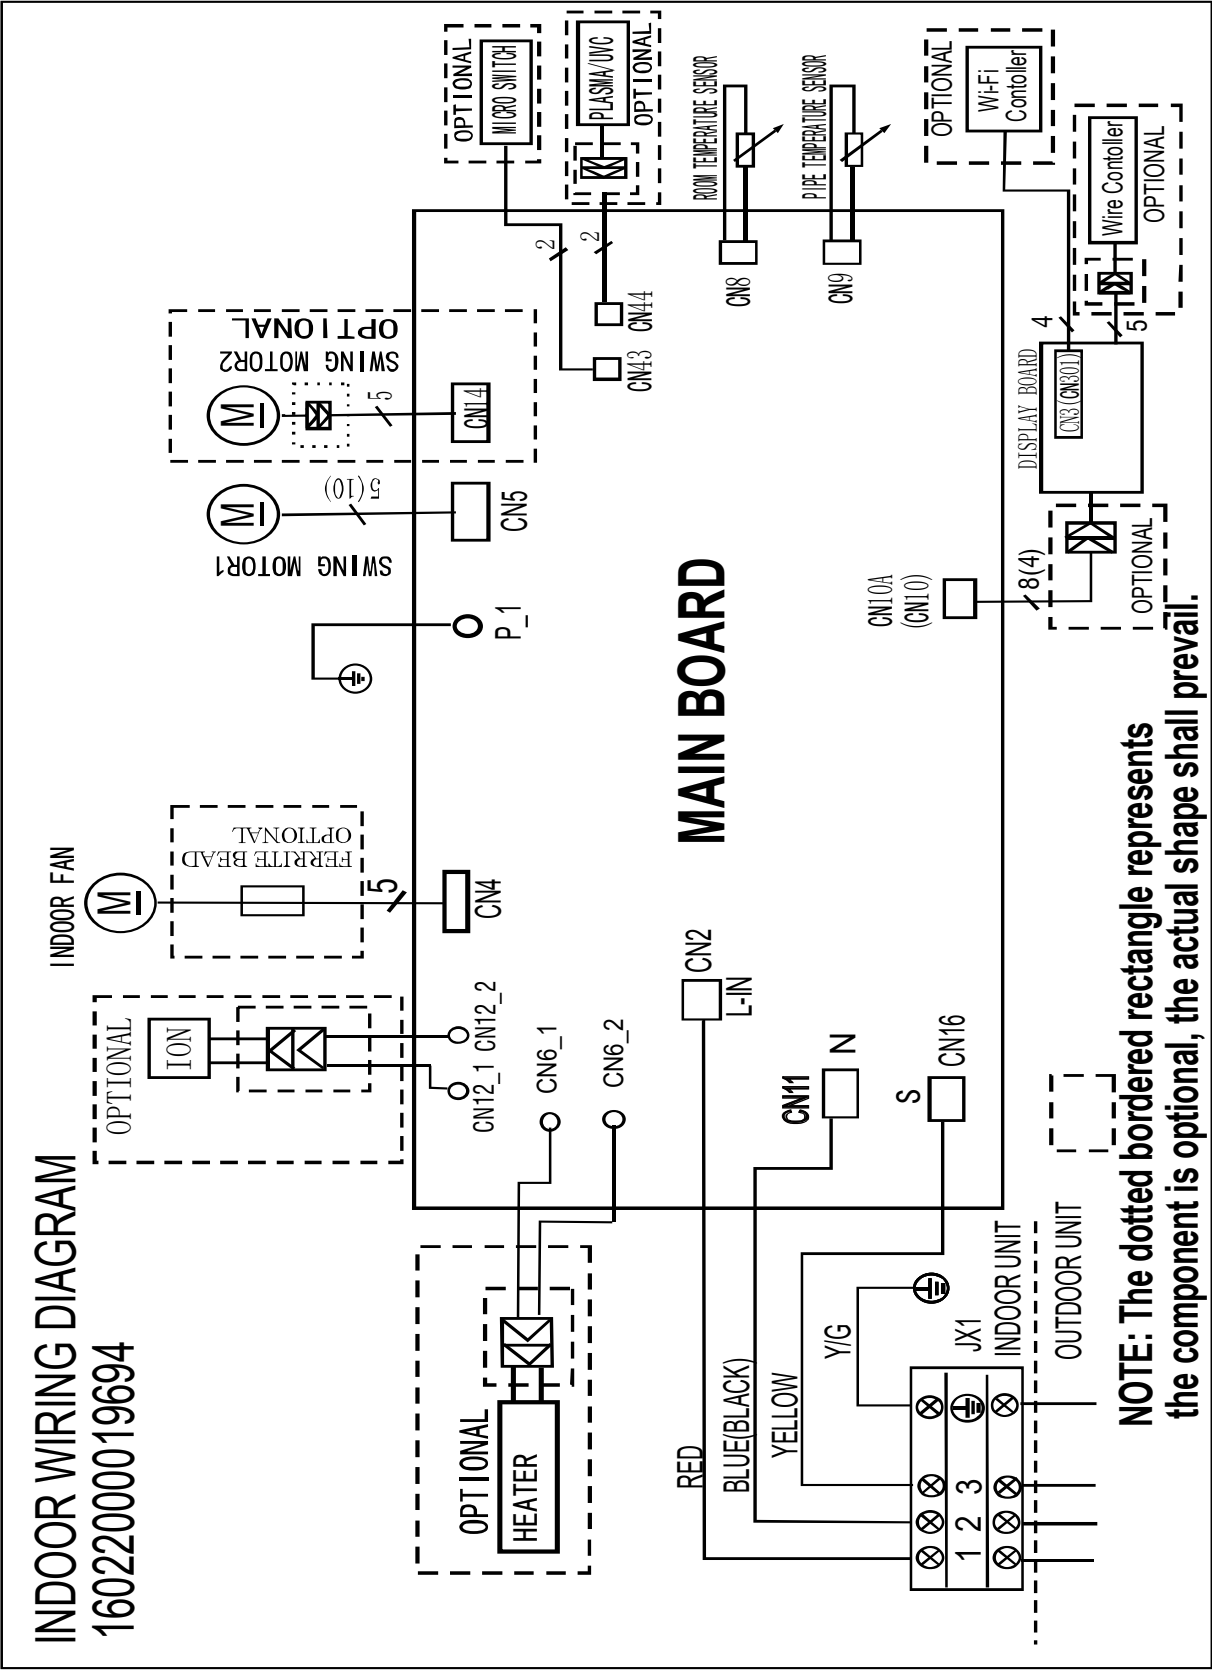 INDOOR WIRING DIAGRAM
16022000019694
INDOOR FAN
M
FERRITE BEAD
OPTIONAL
5
CN4
OPTIONAL
ION
CN12_1
CN12_2
CN6_1
CN6_2
OPTIONAL
HEATER
P_1
SWING MOTOR1
M
5(10)
CN5
SWING MOTOR2
OPTIONAL
M
5
CN14
OPTIONAL
MICRO SWITCH
2
CN43
PLASMA/UVC
OPTIONAL
2
CN44
ROOM TEMPERATURE SENSOR
CN8
PIPE TEMPERATURE SENSOR
CN9
MAIN BOARD
CN2
L-IN
CN11
N
S
CN16
CN10A
(CN10)
8(4)
OPTIONAL
DISPLAY BOARD
CN3(CN301)
4
5
OPTIONAL
Wi-Fi
Contoller
Wire Contoller
OPTIONAL
RED
BLUE(BLACK)
YELLOW
Y/G
1 2 3
JX1
INDOOR UNIT
OUTDOOR UNIT
NOTE: The dotted bordered rectangle represents
the component is optional, the actual shape shall prevail.